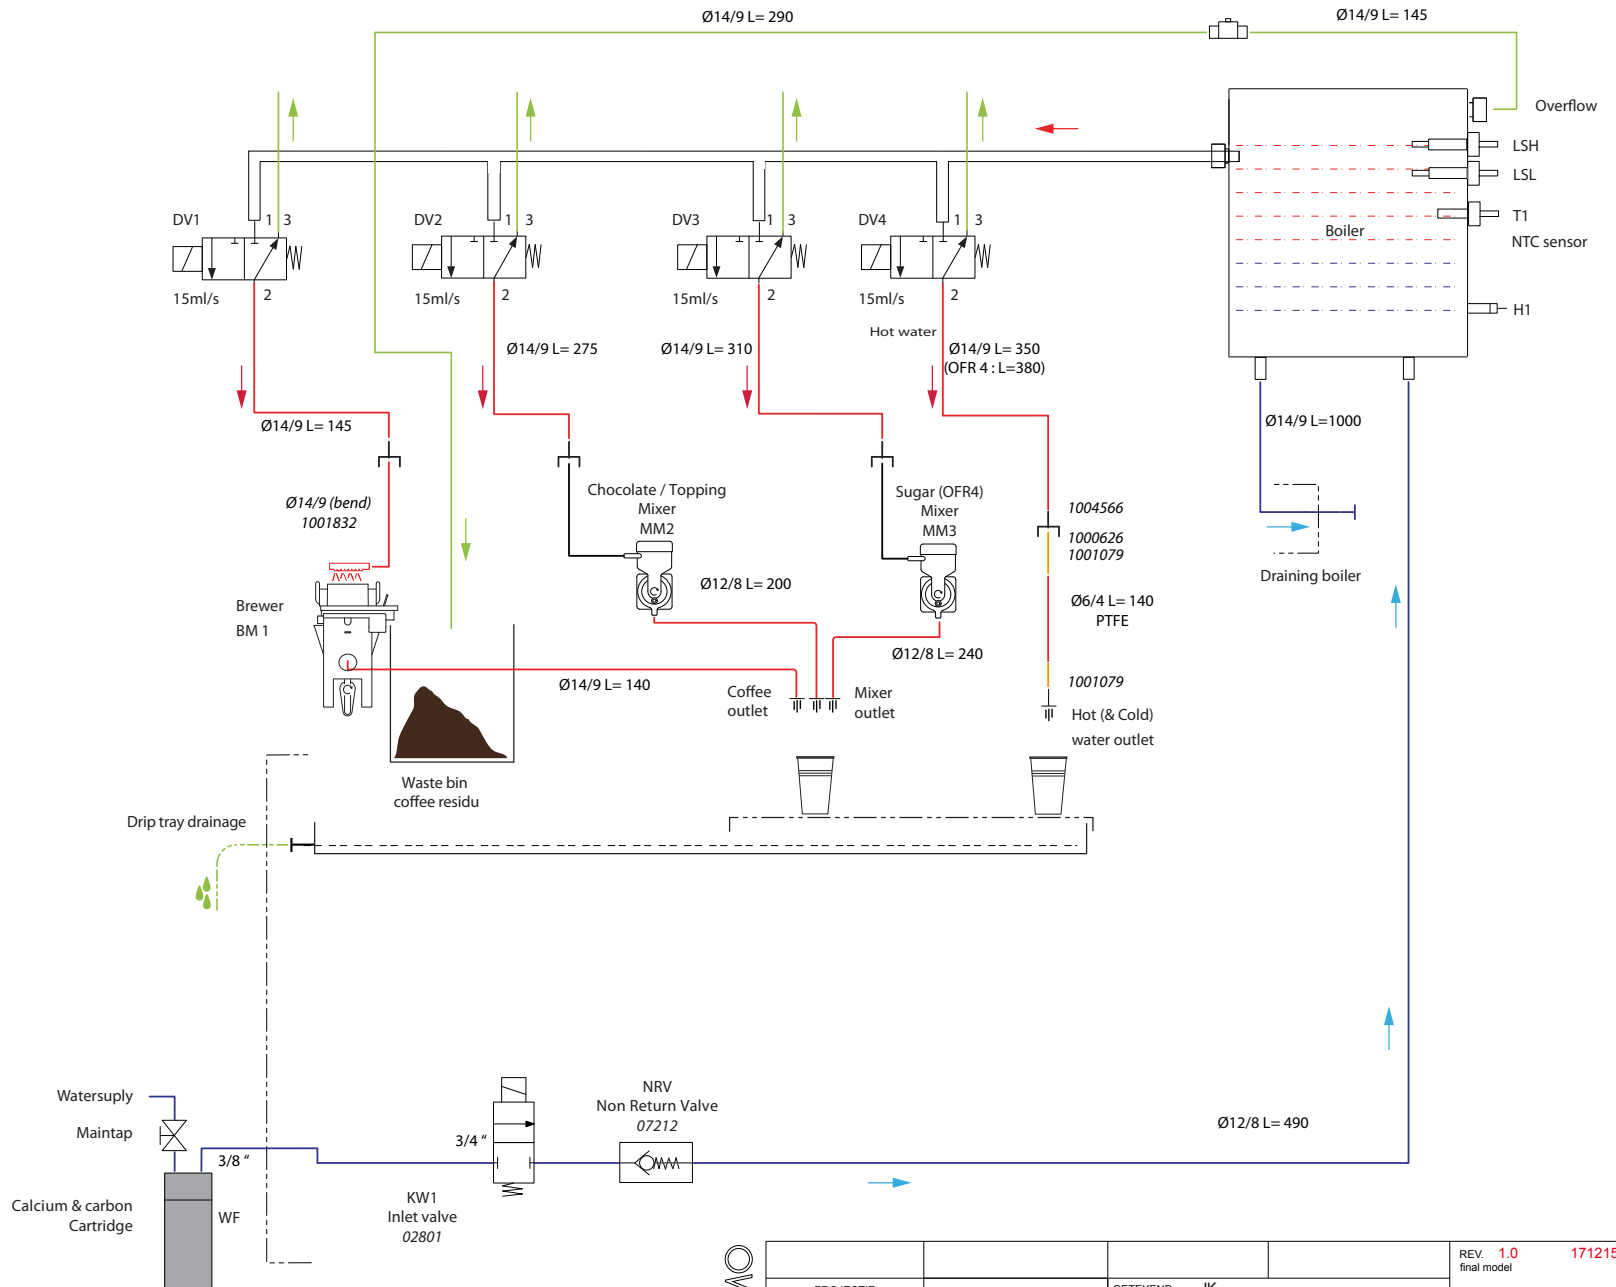 Ø14/9 L= 290
Ø14/9 L= 145
Overflow
LSH
LSL
T1
NTC sensor
Boiler
H1
DV1
1 3
2
15ml/s
DV2
1 3
2
15ml/s
DV3
1 3
2
15ml/s
DV4
1 3
2
15ml/s
Hot water
Ø14/9 L= 275
Ø14/9 L= 310
Ø14/9 L= 350
(OFR 4 : L=380)
Ø14/9 L= 145
Ø14/9 L=1000
Ø14/9 (bend)
1001832
Chocolate / Topping
Mixer
MM2
Sugar (OFR4)
Mixer
MM3
1004566
1000626
1001079
Draining boiler
Ø12/8 L= 200
Ø6/4 L= 140
PTFE
Brewer
BM 1
Ø12/8 L= 240
Ø14/9 L= 140
1001079
Coffee
outlet
Mixer
outlet
Hot (& Cold)
water outlet
Waste bin
coffee residu
Drip tray drainage
Watersuply
Maintap
3/8 “
Calcium & carbon
Cartridge
WF
3/4 “
KW1
Inlet valve
02801
NRV
Non Return Valve
07212
Ø12/8 L= 490
REV. 1.0 171215
final model
JK